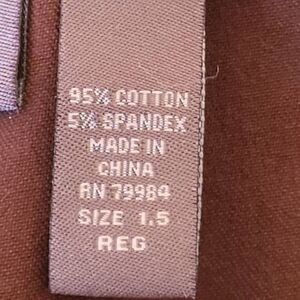 95% COTTON
5% SPANDEX
MADE IN
CHINA
RN 79984
SIZE 1.5
REG